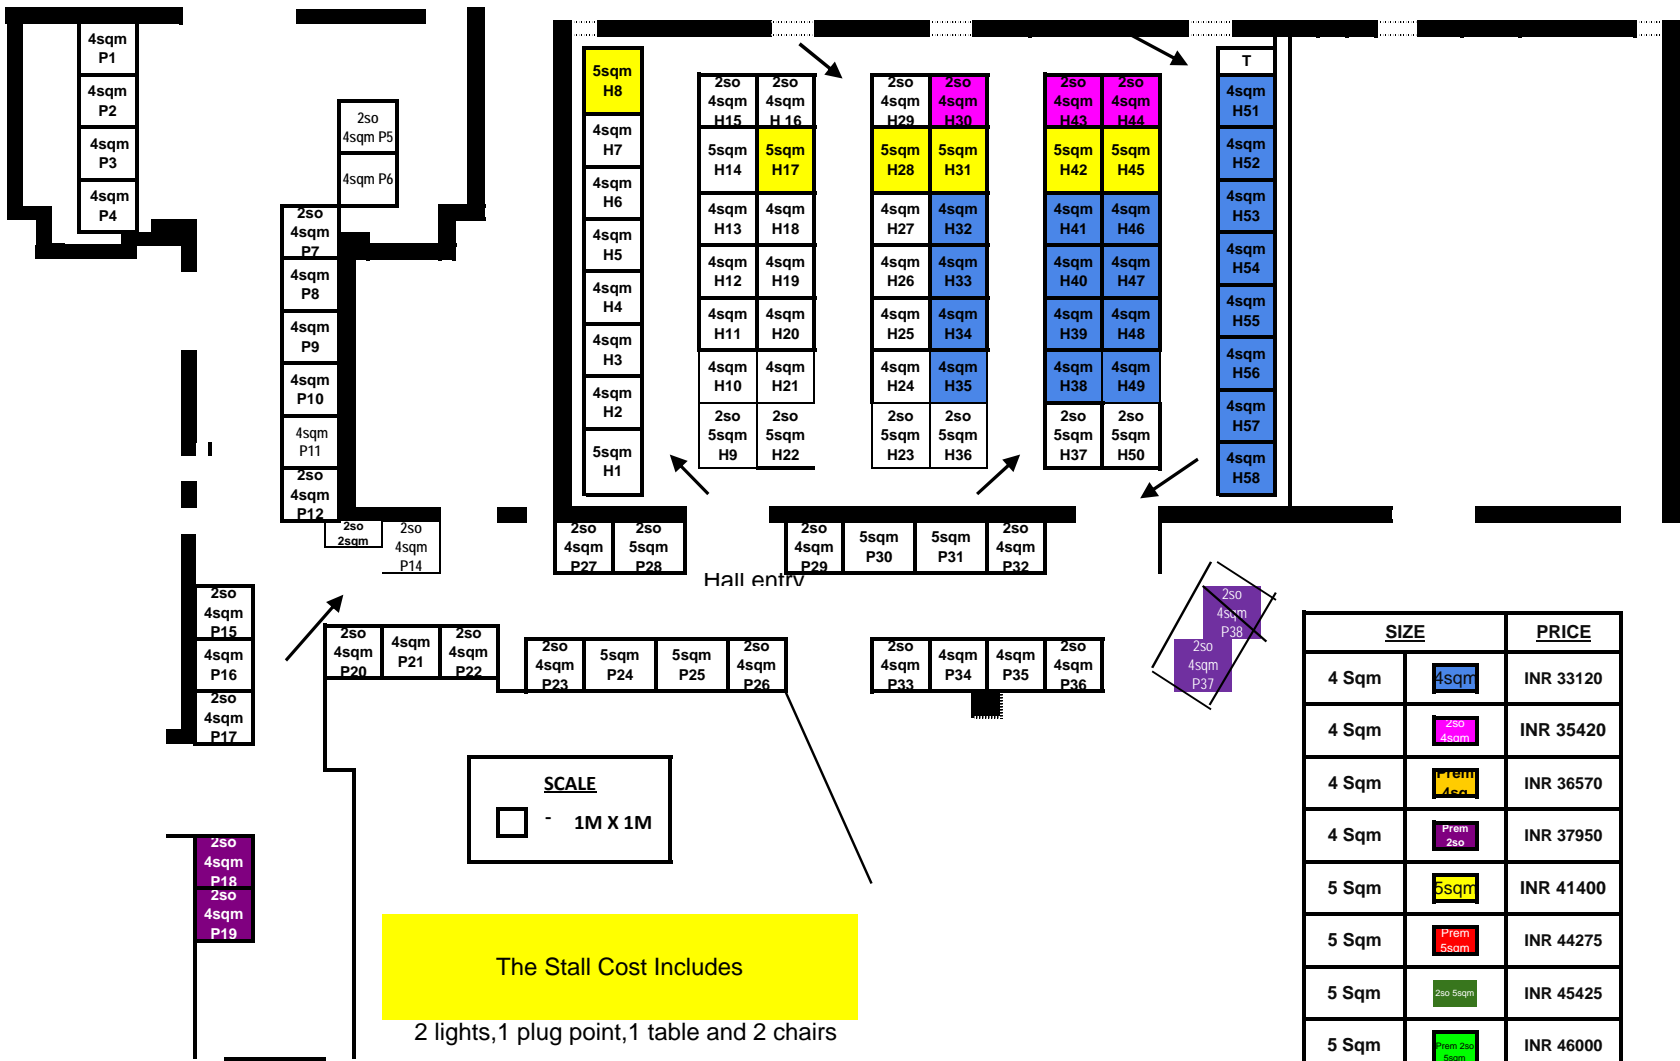 4sqm
P1
4sqm
P2
4sqm
P3
4sqm
P4
2so
4sqm P5
4sqm P6
2so
4sqm
P7
4sqm
P8
4sqm
P9
4sqm
P10
4sqm
P11
2so
4sqm
P12
2so
2sqm
2so
4sqm
P14
2so
4sqm
P15
4sqm
P16
2so
4sqm
P17
2so
4sqm
P18
2so
4sqm
P19
2so
4sqm
P20
4sqm
P21
2so
4sqm
P22
2so
4sqm
P23
5sqm
P24
5sqm
P25
2so
4sqm
P26
2so
4sqm
P27
2so
5sqm
P28
Hall entry
2so
4sqm
P29
5sqm
P30
5sqm
P31
2so
4sqm
P32
2so
4sqm
P33
4sqm
P34
4sqm
P35
2so
4sqm
P36
2so
4sqm
P38
2so
4sqm
P37
5sqm
H8
4sqm
H7
4sqm
H6
4sqm
H5
4sqm
H4
4sqm
H3
4sqm
H2
5sqm
H1
2so
4sqm
H15
2so
4sqm
H 16
5sqm
H14
5sqm
H17
4sqm
H13
4sqm
H18
4sqm
H12
4sqm
H19
4sqm
H11
4sqm
H20
4sqm
H10
4sqm
H21
2so
5sqm
H9
2so
5sqm
H22
2so
4sqm
H29
2so
4sqm
H30
5sqm
H28
5sqm
H31
4sqm
H27
4sqm
H32
4sqm
H26
4sqm
H33
4sqm
H25
4sqm
H34
4sqm
H24
4sqm
H35
2so
5sqm
H23
2so
5sqm
H36
2so
4sqm
H43
2so
4sqm
H44
5sqm
H42
5sqm
H45
4sqm
H41
4sqm
H46
4sqm
H40
4sqm
H47
4sqm
H39
4sqm
H48
4sqm
H38
4sqm
H49
2so
5sqm
H37
2so
5sqm
H50
T
4sqm
H51
4sqm
H52
4sqm
H53
4sqm
H54
4sqm
H55
4sqm
H56
4sqm
H57
4sqm
H58
SCALE
- 1M X 1M
The Stall Cost Includes
2 lights,1 plug point,1 table and 2 chairs
SIZE PRICE
4 Sqm 4sqm INR 33120
4 Sqm 2so 4sqm INR 35420
4 Sqm Prem 4sq INR 36570
4 Sqm Prem 2so INR 37950
5 Sqm 5sqm INR 41400
5 Sqm Prem 5sqm INR 44275
5 Sqm 2so 5sqm INR 45425
5 Sqm Prem 2so 5sqm INR 46000